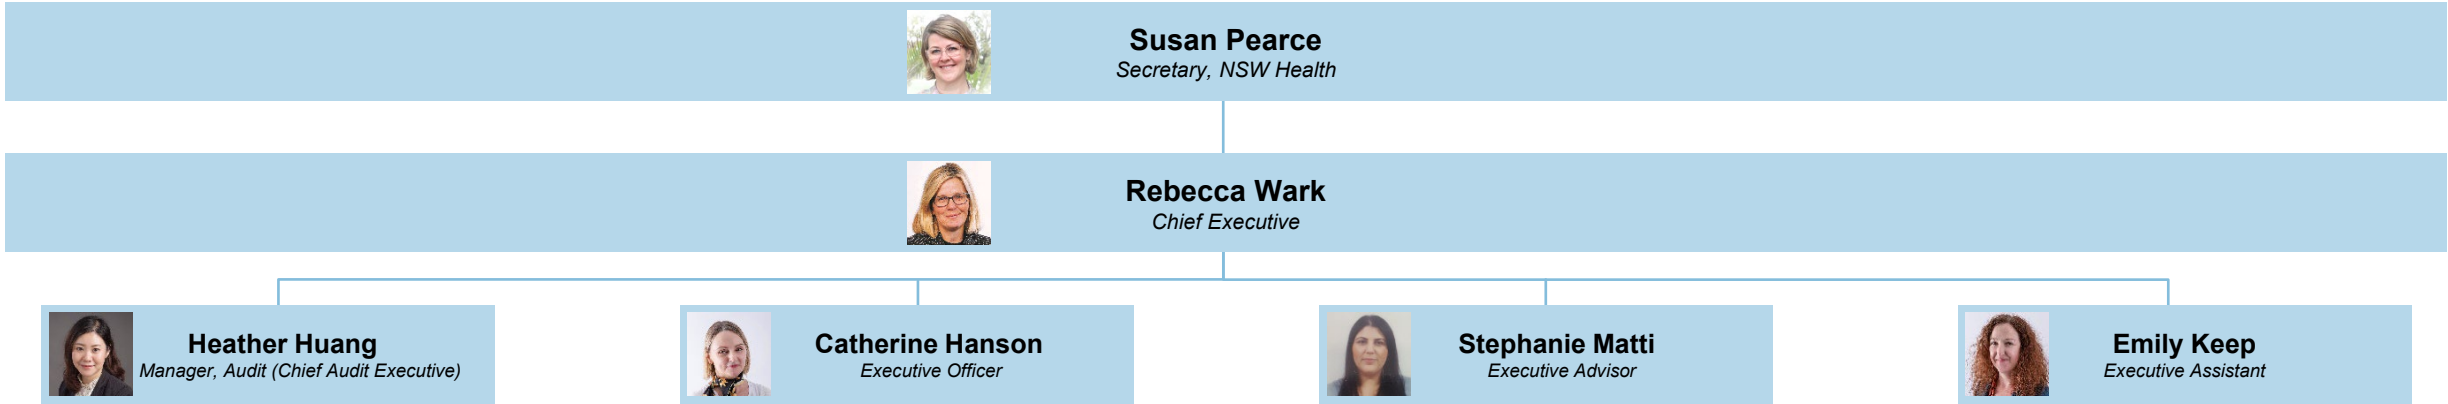 Susan Pearce
Secretary, NSW Health
Rebecca Wark
Chief Executive
Heather Huang
Manager, Audit (Chief Audit Executive)
Catherine Hanson
Executive Officer
Stephanie Matti
Executive Advisor
Emily Keep
Executive Assistant